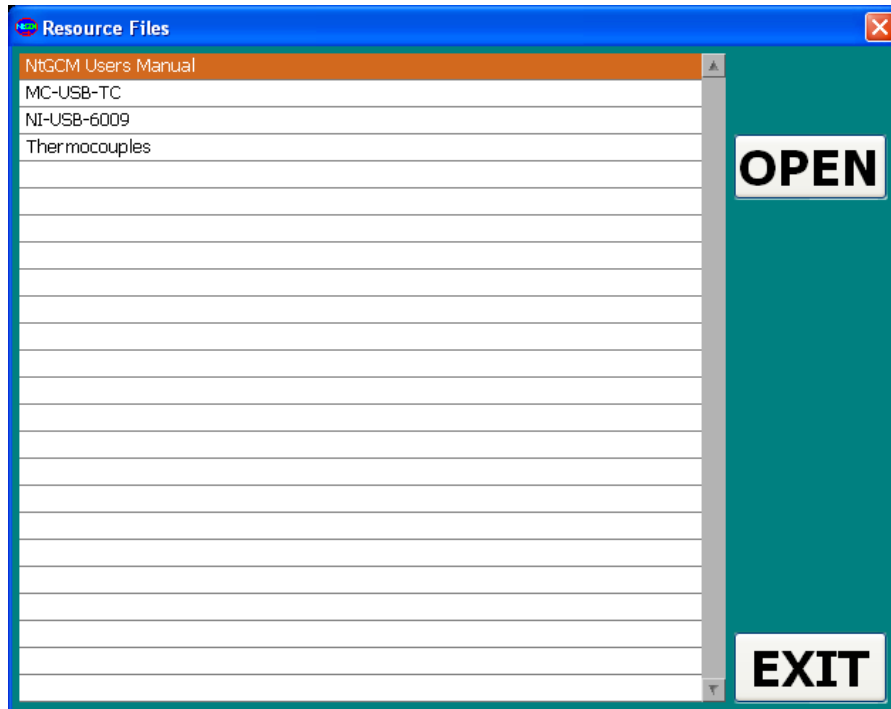 Resource Files
NtGCM Users Manual
MC-USB-TC
NI-USB-6009
Thermocouples
OPEN
EXIT